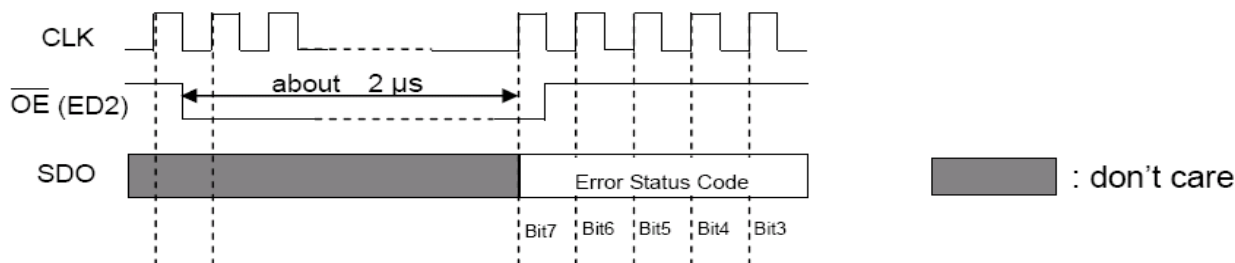 CLK
about 2 µs
OE (ED2)
SDO
Error Status Code
: don't care
Bit7 Bit6 Bit5 Bit4 Bit3